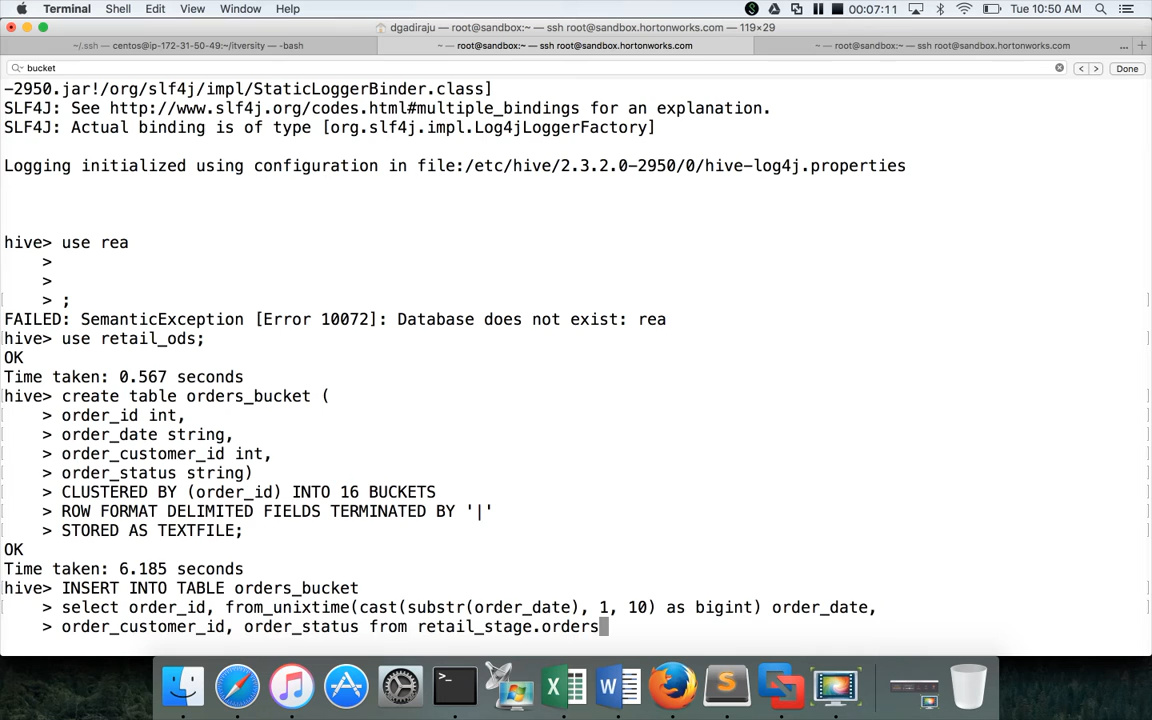 Terminal Shell Edit View Window Help 00:07:11 Tue 10:50 AM
dgadiraju — root@sandbox:~ — ssh root@sandbox.hortonworks.com — 119×29
~/.ssh — centos@ip-172-31-50-49:~/itversity — -bash
~ — root@sandbox:~ — ssh root@sandbox.hortonworks.com
~ — root@sandbox:~ — ssh root@sandbox.hortonworks.com ... +
bucket < > Done
-2950.jar!/org/slf4j/impl/StaticLoggerBinder.class]
SLF4J: See http://www.slf4j.org/codes.html#multiple_bindings for an explanation.
SLF4J: Actual binding is of type [org.slf4j.impl.Log4jLoggerFactory]
Logging initialized using configuration in file:/etc/hive/2.3.2.0-2950/0/hive-log4j.properties
hive> use rea
>
>
> ;
FAILED: SemanticException [Error 10072]: Database does not exist: rea
hive> use retail_ods;
OK
Time taken: 0.567 seconds
hive> create table orders_bucket (
> order_id int,
> order_date string,
> order_customer_id int,
> order_status string)
> CLUSTERED BY (order_id) INTO 16 BUCKETS
> ROW FORMAT DELIMITED FIELDS TERMINATED BY '|'
> STORED AS TEXTFILE;
OK
Time taken: 6.185 seconds
hive> INSERT INTO TABLE orders_bucket
> select order_id, from_unixtime(cast(substr(order_date), 1, 10) as bigint) order_date,
> order_customer_id, order_status from retail_stage.orders